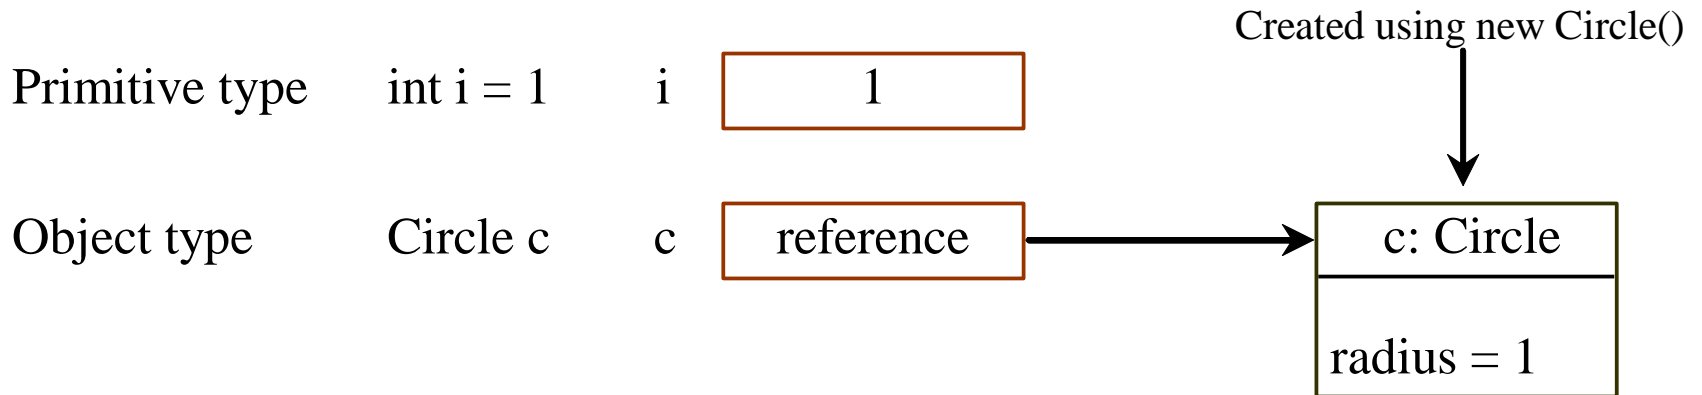 Created using new Circle()
Primitive type int i = 1 i 1
Object type Circle c c reference c: Circle
radius = 1